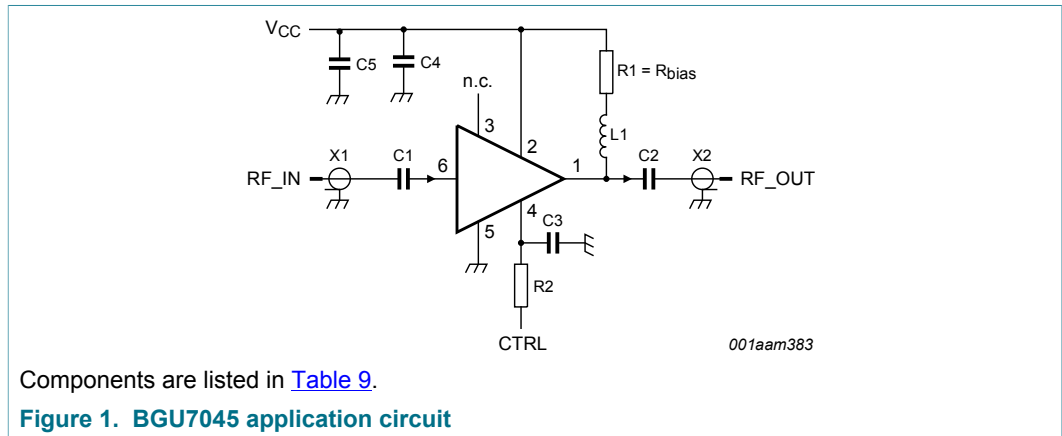 VCC
C5
C4
R1 = Rbias
n.c.
3
L1
2
X1
C1
6
1
C2
X2
RF_IN
RF_OUT
4
C3
5
R2
CTRL
001aam383
Components are listed in Table 9.
Figure 1. BGU7045 application circuit